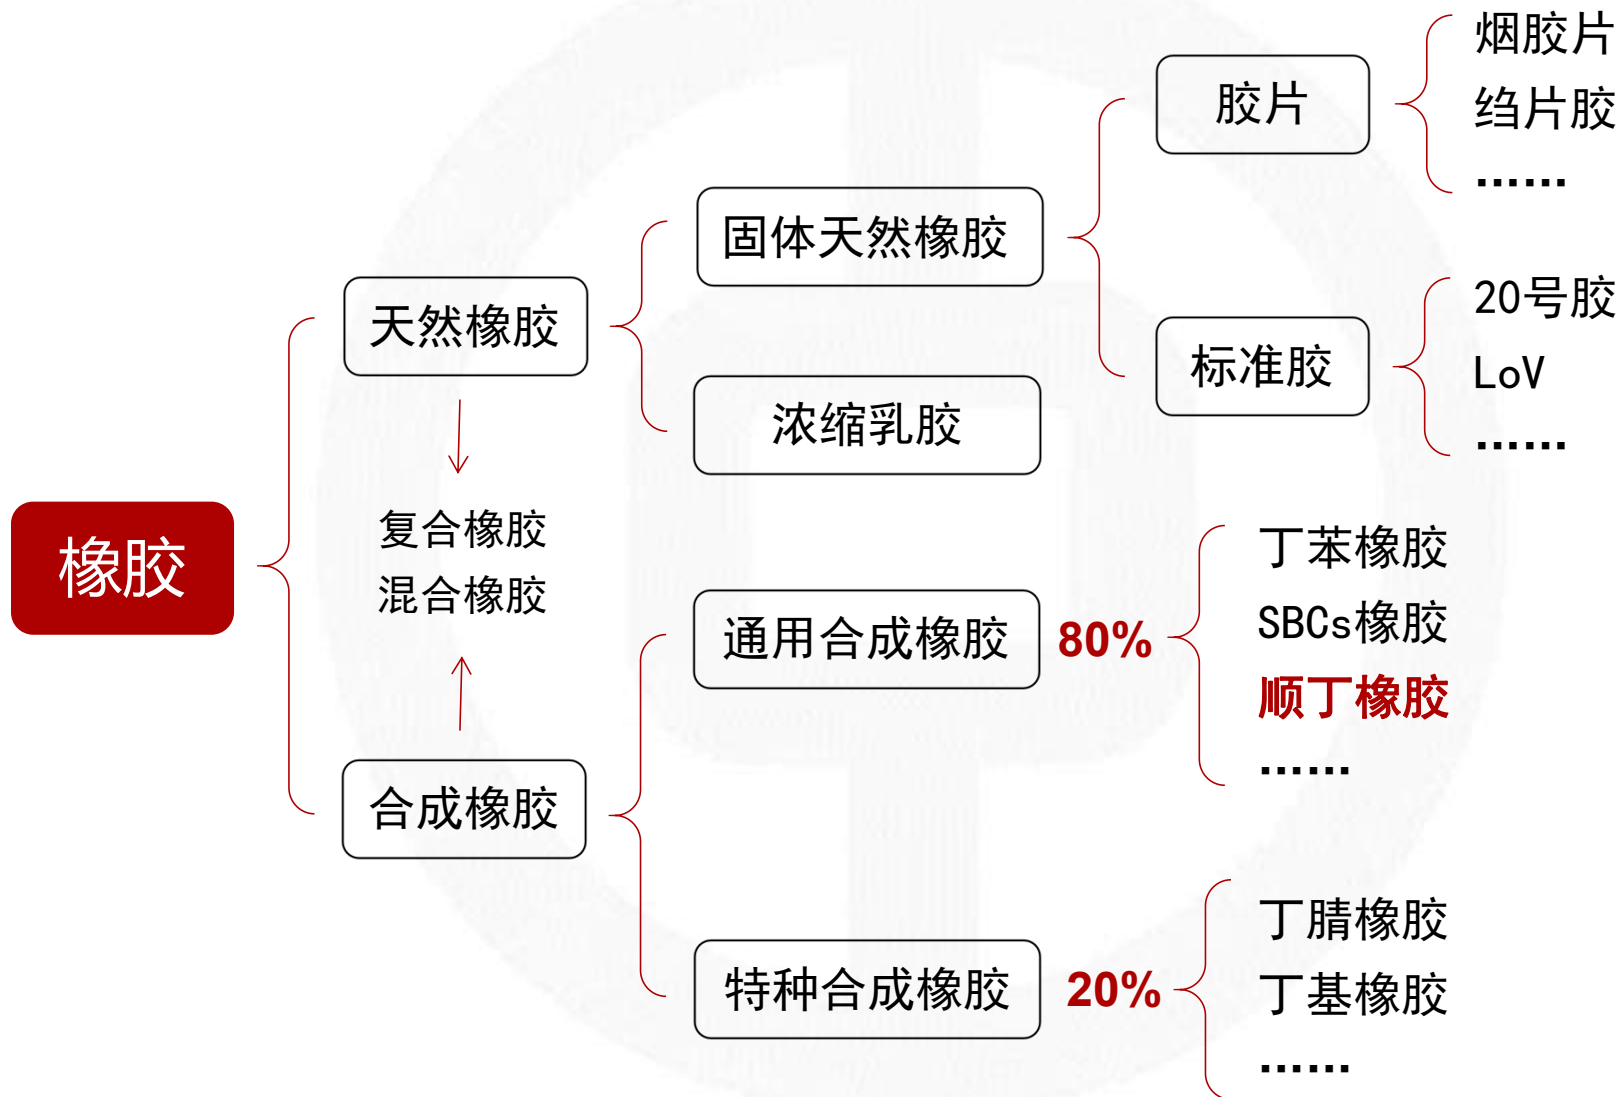 橡胶
天然橡胶
复合橡胶
混合橡胶
合成橡胶
固体天然橡胶
浓缩乳胶
胶片
烟胶片
绉片胶
......
标准胶
20号胶
LoV
......
通用合成橡胶
80%
丁苯橡胶
SBCs橡胶
顺丁橡胶
......
特种合成橡胶
20%
丁腈橡胶
丁基橡胶
......